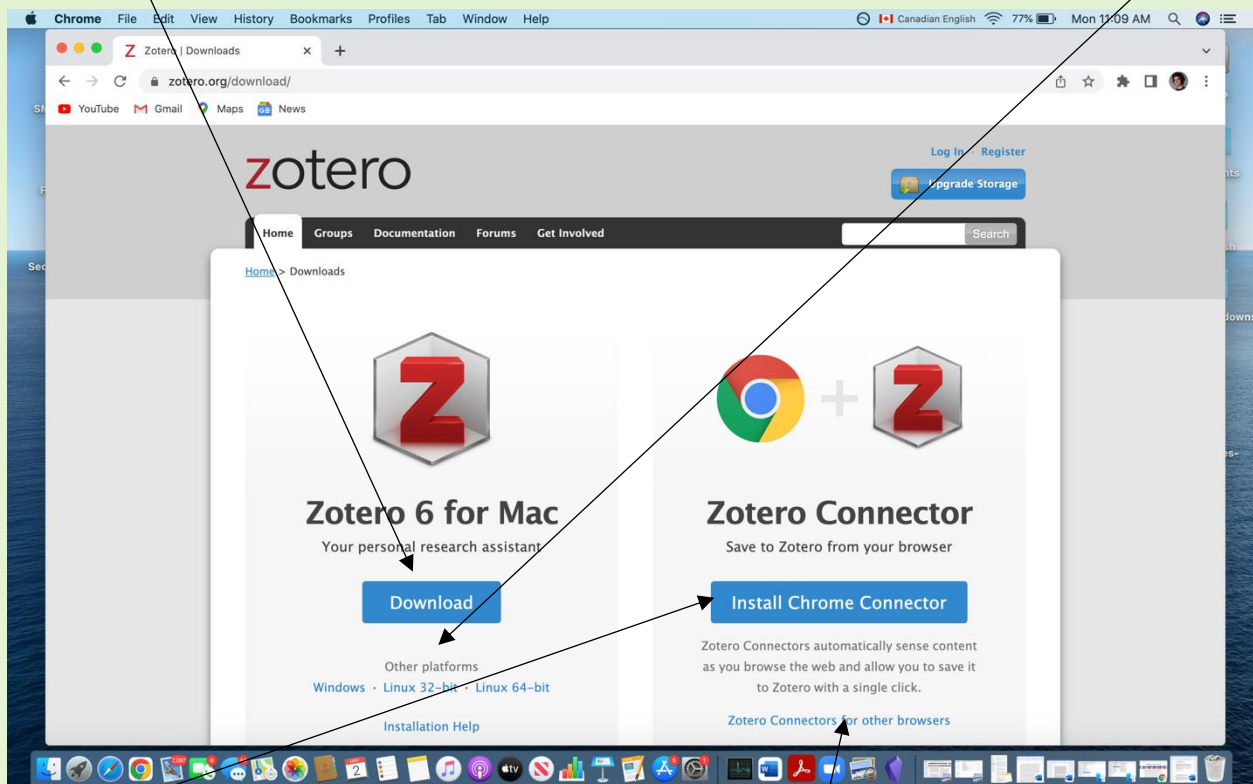 Chrome File Edit View History Bookmarks Profiles Tab Window Help Canadian English 77% Mon 11:09 AM
Z Zotero | Downloads
zotero.org/download/
YouTube Gmail Maps News
zotero
Log In · Register
Upgrade Storage
Home Groups Documentation Forums Get Involved Search
Home > Downloads
Zotero 6 for Mac
Your personal research assistant
Download
Other platforms
Windows · Linux 32-bit · Linux 64-bit
Installation Help
Zotero Connector
Save to Zotero from your browser
Install Chrome Connector
Zotero Connectors automatically sense content
as you browse the web and allow you to save it
to Zotero with a single click.
Zotero Connectors for other browsers